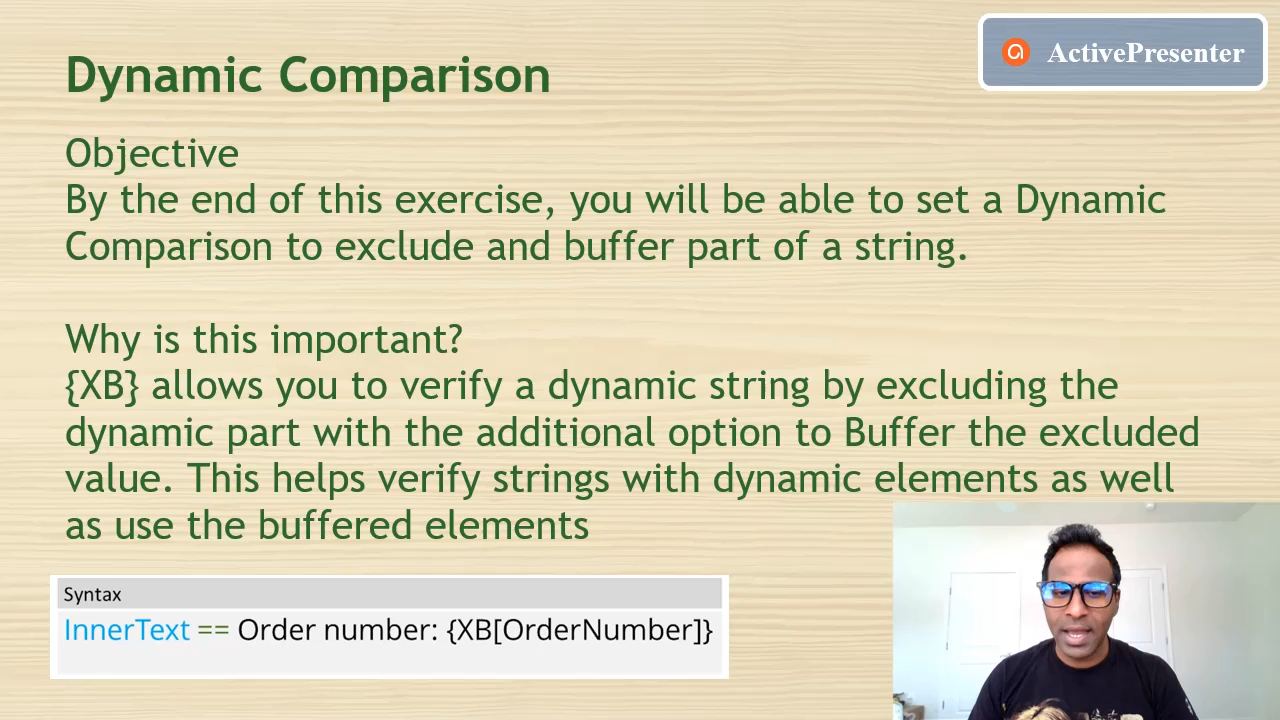 Dynamic Comparison
ActivePresenter
Objective
By the end of this exercise, you will be able to set a Dynamic
Comparison to exclude and buffer part of a string.
Why is this important?
{XB} allows you to verify a dynamic string by excluding the
dynamic part with the additional option to Buffer the excluded
value. This helps verify strings with dynamic elements as well
as use the buffered elements
Syntax
InnerText == Order number: {XB[OrderNumber]}